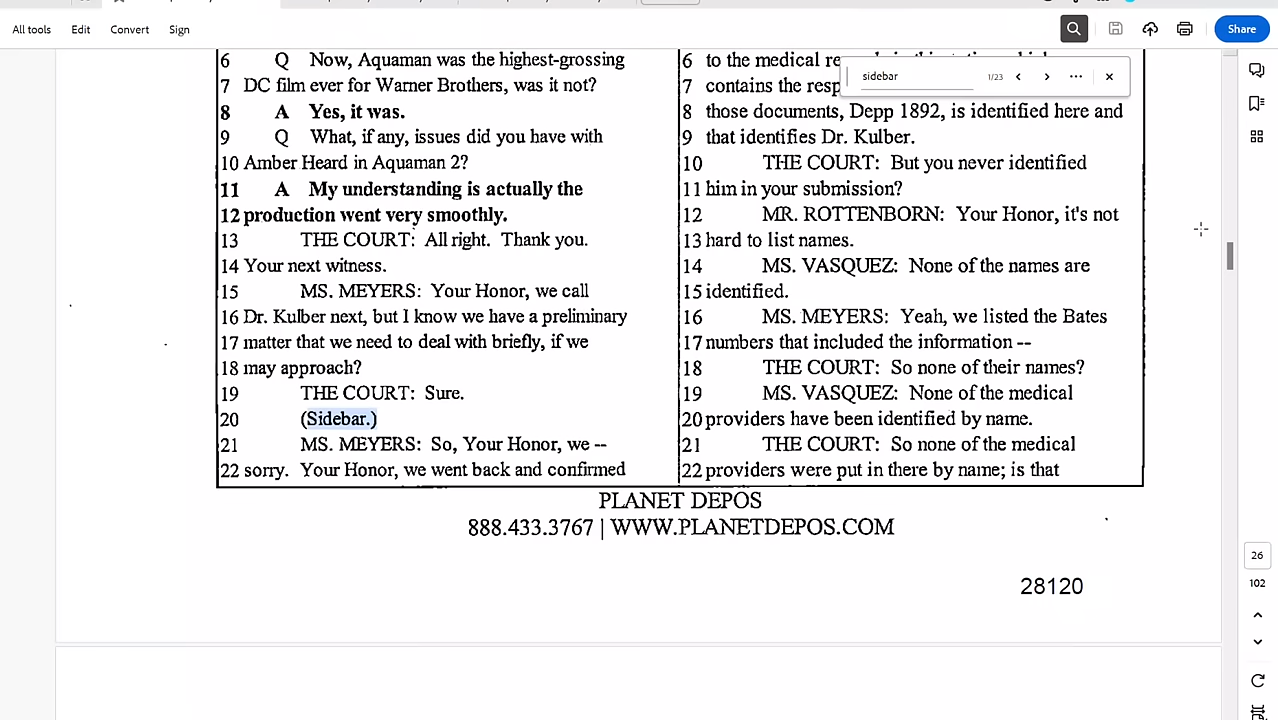 All tools
Edit
Convert
Sign
Share
sidebar
1/23
6 Q Now, Aquaman was the highest-grossing
7 DC film ever for Warner Brothers, was it not?
8 A Yes, it was.
9 Q What, if any, issues did you have with
10 Amber Heard in Aquaman 2?
11 A My understanding is actually the
12 production went very smoothly.
13 THE COURT: All right. Thank you.
14 Your next witness.
15 MS. MEYERS: Your Honor, we call
16 Dr. Kulber next, but I know we have a preliminary
17 matter that we need to deal with briefly, if we
18 may approach?
19 THE COURT: Sure.
20 (Sidebar.)
21 MS. MEYERS: So, Your Honor, we --
22 sorry. Your Honor, we went back and confirmed
6 to the medical
7 contains the
8 those documents, Depp 1892, is identified here and
9 that identifies Dr. Kulber.
10 THE COURT: But you never identified
11 him in your submission?
12 MR. ROTTENBORN: Your Honor, it's not
13 hard to list names.
14 MS. VASQUEZ: None of the names are
15 identified.
16 MS. MEYERS: Yeah, we listed the Bates
17 numbers that included the information --
18 THE COURT: So none of their names?
19 MS. VASQUEZ: None of the medical
20 providers have been identified by name.
21 THE COURT: So none of the medical
22 providers were put in there by name; is that
PLANET DEPOS
888.433.3767 | WWW.PLANETDEPOS.COM
28120
26
102